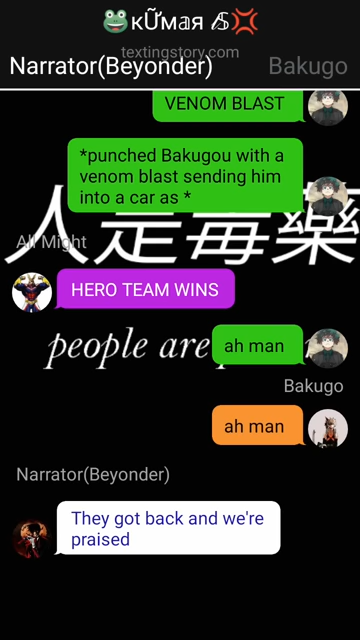 textingstory.com
Narrator(Beyonder) Bakugo
VENOM BLAST
*punched Bakugou with a
venom blast sending him
into a car as *
人是毒藥
All Might
HERO TEAM WINS
people are
ah man
Bakugo
ah man
Narrator(Beyonder)
They got back and we're
praised